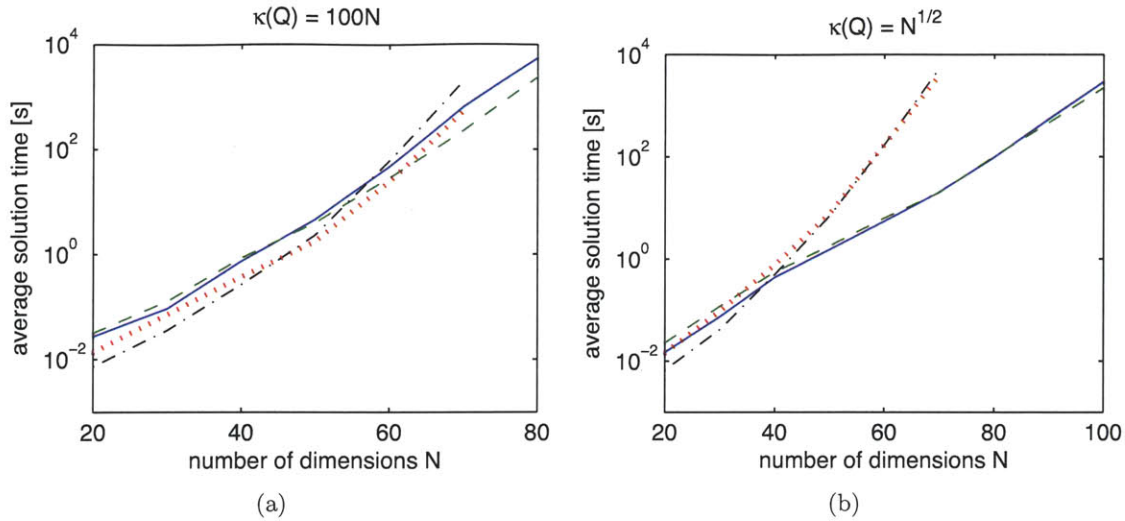 κ(Q) = 100N
10^4
10^2
10^0
10^-2
average solution time [s]
20 40 60 80
number of dimensions N
(a)
κ(Q) = N^1/2
10^4
10^2
10^0
10^-2
average solution time [s]
20 40 60 80 100
number of dimensions N
(b)